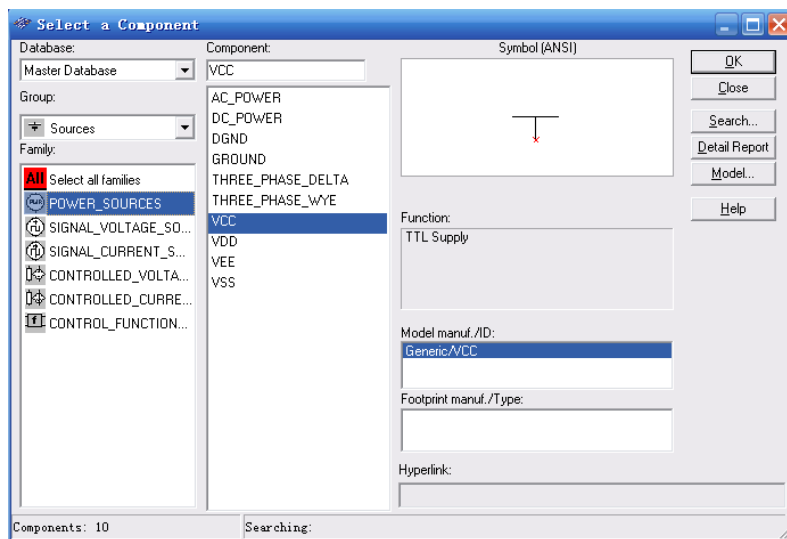 Select a Component
Database:
Master Database
Group:
Sources
Family:
All Select all families
PWR POWER_SOURCES
SIGNAL_VOLTAGE_SO...
SIGNAL_CURRENT_S...
CONTROLLED_VOLTA...
CONTROLLED_CURRE...
f CONTROL_FUNCTION...
Component:
VCC
AC_POWER
DC_POWER
DGND
GROUND
THREE_PHASE_DELTA
THREE_PHASE_WYE
VCC
VDD
VEE
VSS
Symbol (ANSI)
Function:
TTL Supply
Model manuf./ID:
Generic/VCC
Footprint manuf./Type:
Hyperlink:
OK
Close
Search...
Detail Report
Model...
Help
Components: 10
Searching: